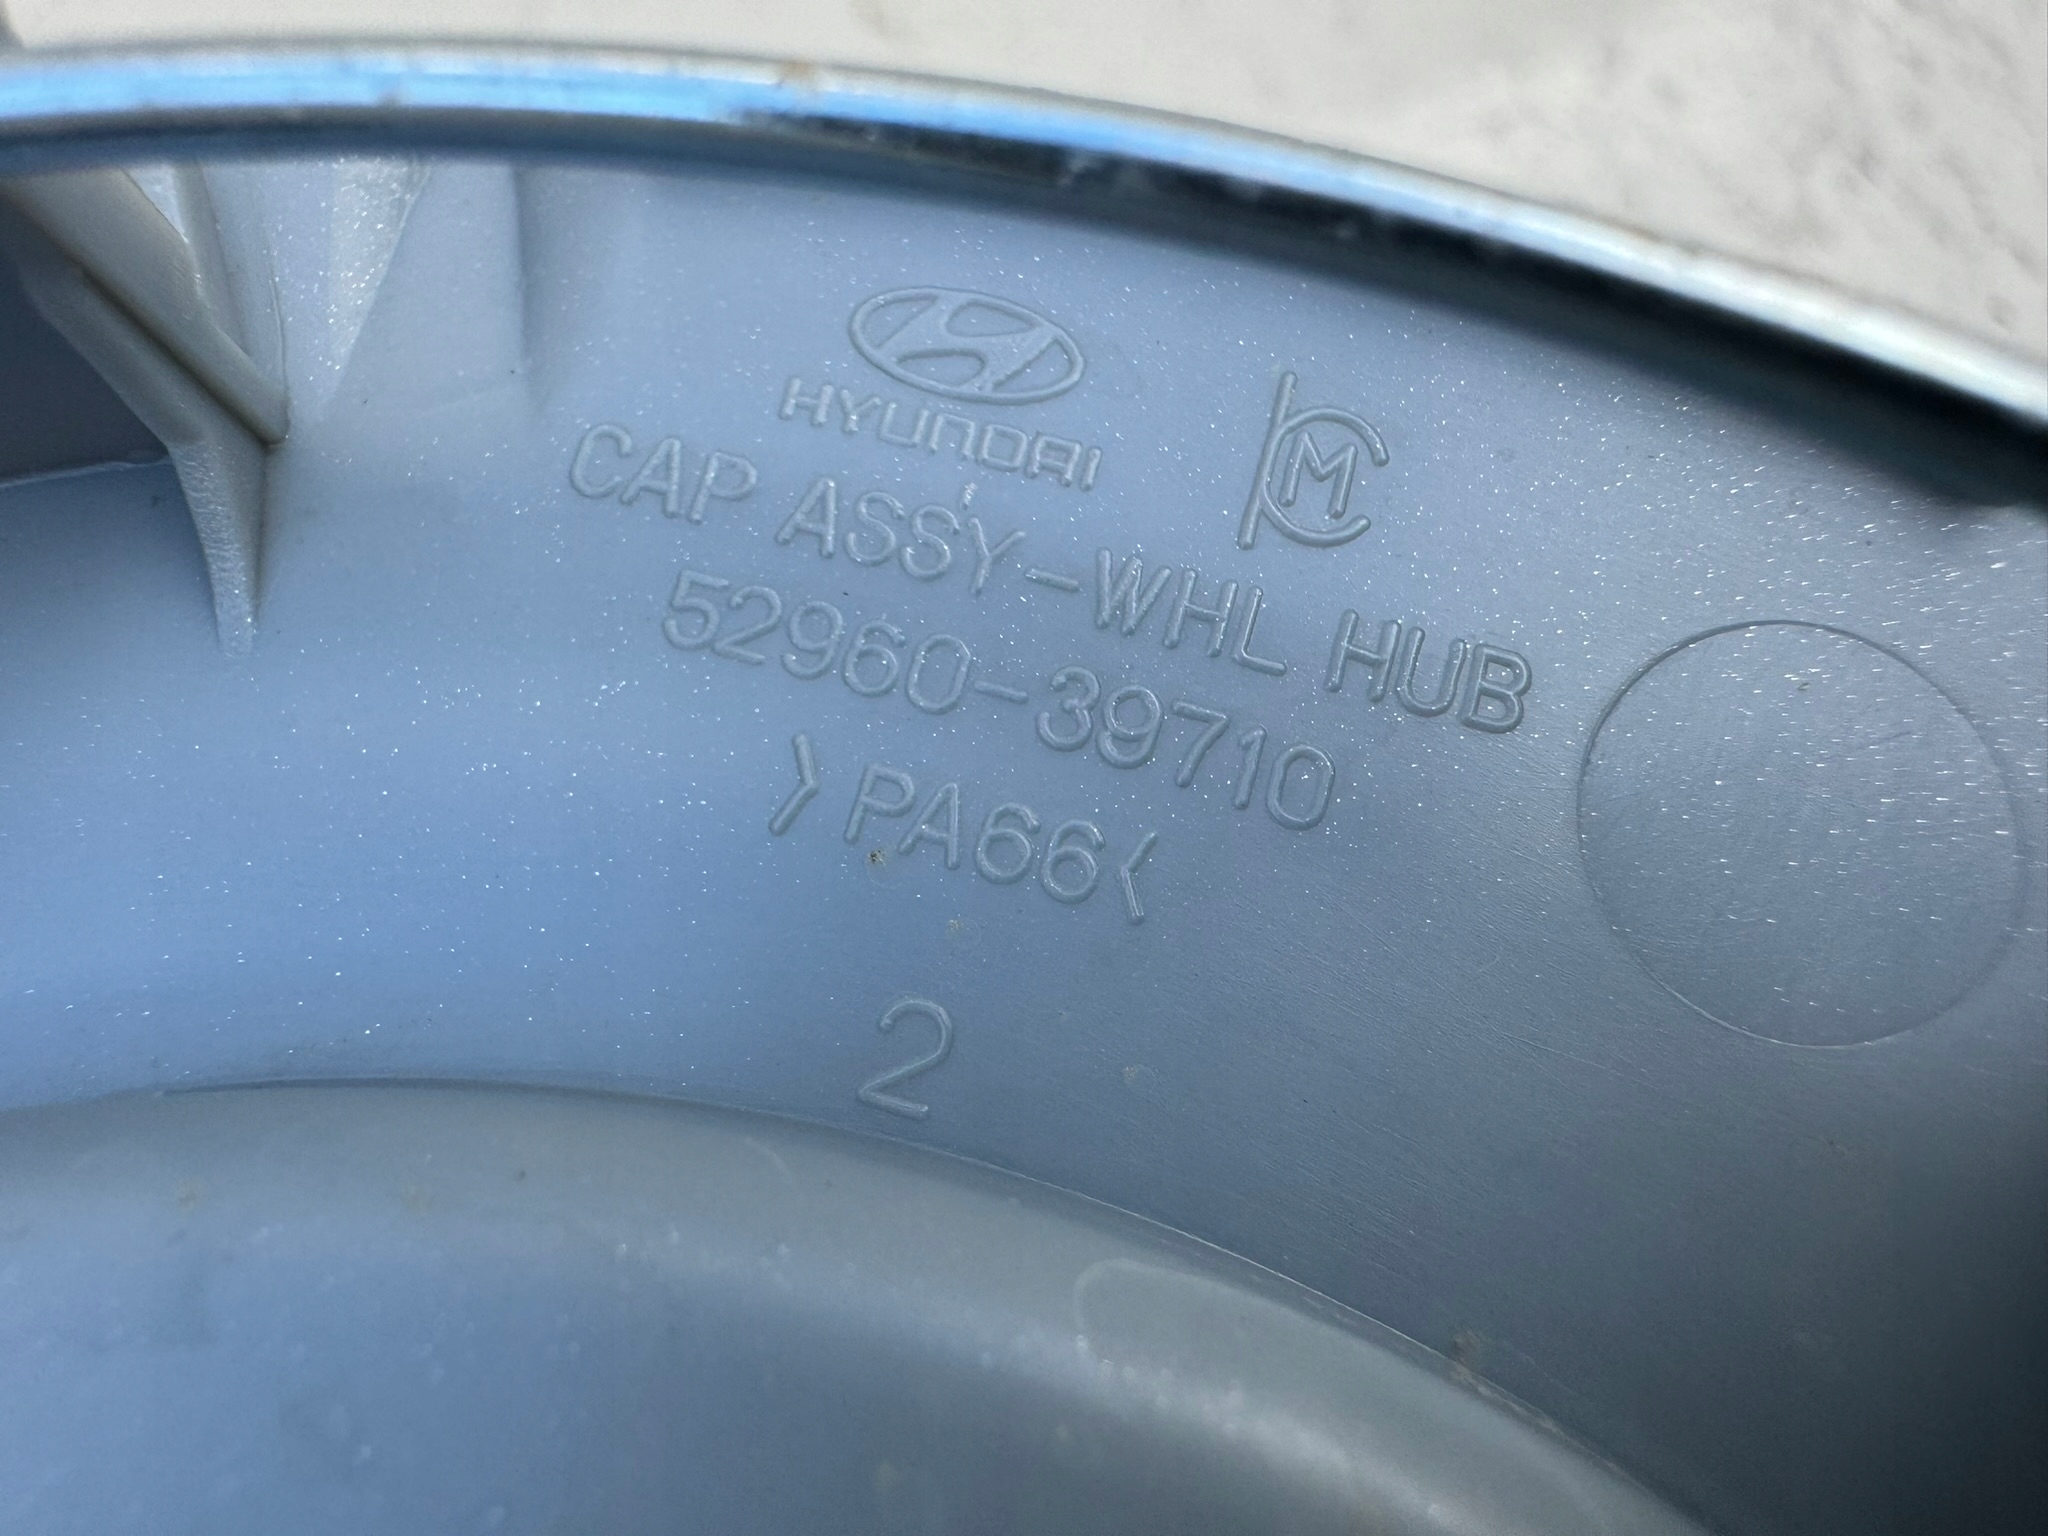 HYUNDAI
CAP ASSY-WHL HUB
52960-39710
>PA66<
2